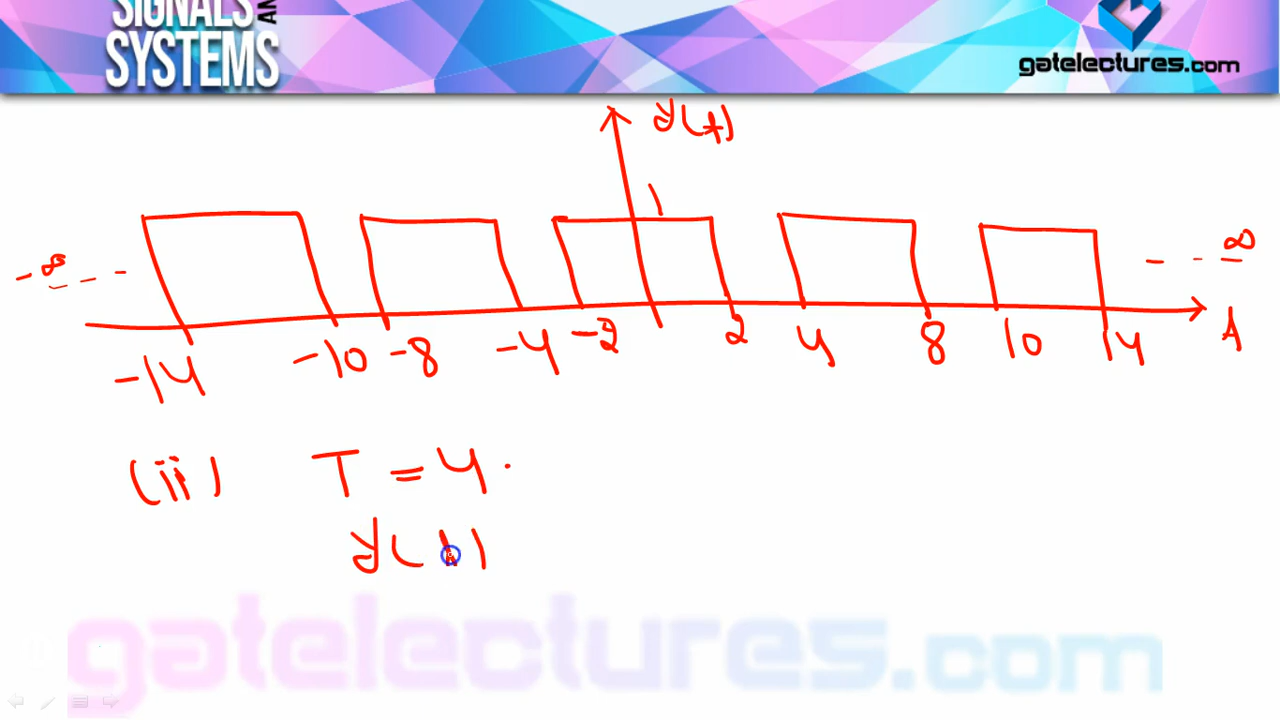 SIGNALS AND
SYSTEMS
gatelectures.com
y(t)
1
-∞
∞
-14 -10 -8 -4 -2 2 4 8 10 14 t
(ii) T = 4.
y(t)
gatelectures.com